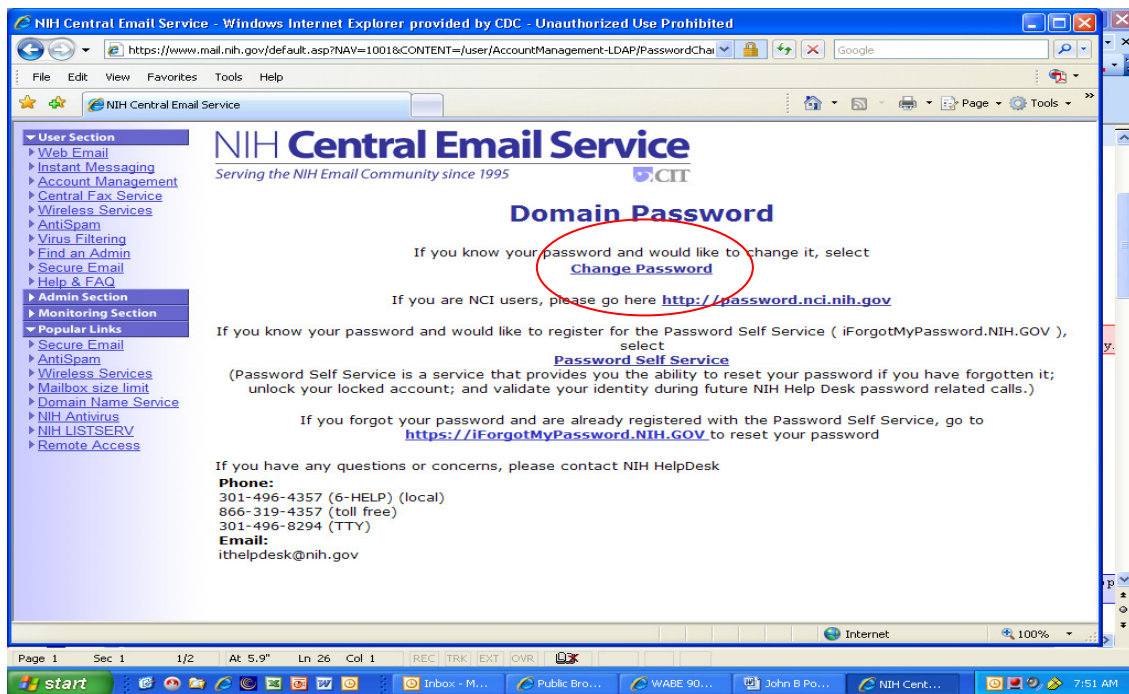 NIH Central Email Service - Windows Internet Explorer provided by CDC - Unauthorized Use Prohibited
https://www.mail.nih.gov/default.asp?NAV=1001&CONTENT=/user/AccountManagement-LDAP/PasswordChai
Google
File Edit View Favorites Tools Help
NIH Central Email Service
Page Tools
User Section
Web Email
Instant Messaging
Account Management
Central Fax Service
Wireless Services
AntiSpam
Virus Filtering
Find an Admin
Secure Email
Help & FAQ
Admin Section
Monitoring Section
Popular Links
Secure Email
AntiSpam
Wireless Services
Mailbox size limit
Domain Name Service
NIH Antivirus
NIH LISTSERV
Remote Access
NIH Central Email Service
Serving the NIH Email Community since 1995
CIT
Domain Password
If you know your password and would like to change it, select
Change Password
If you are NCI users, please go here http://password.nci.nih.gov
If you know your password and would like to register for the Password Self Service ( iForgotMyPassword.NIH.GOV ),
select
Password Self Service
(Password Self Service is a service that provides you the ability to reset your password if you have forgotten it;
unlock your locked account; and validate your identity during future NIH Help Desk password related calls.)
If you forgot your password and are already registered with the Password Self Service, go to
https://iForgotMyPassword.NIH.GOV to reset your password
If you have any questions or concerns, please contact NIH HelpDesk
Phone:
301-496-4357 (6-HELP) (local)
866-319-4357 (toll free)
301-496-8294 (TTY)
Email:
ithelpdesk@nih.gov
Internet
100%
Page 1 Sec 1 1/2 At 5.9" Ln 26 Col 1 REC TRK EXT OVR
start
Inbox - M...
Public Bro...
WABE 90...
John B Po...
NIH Cent...
7:51 AM